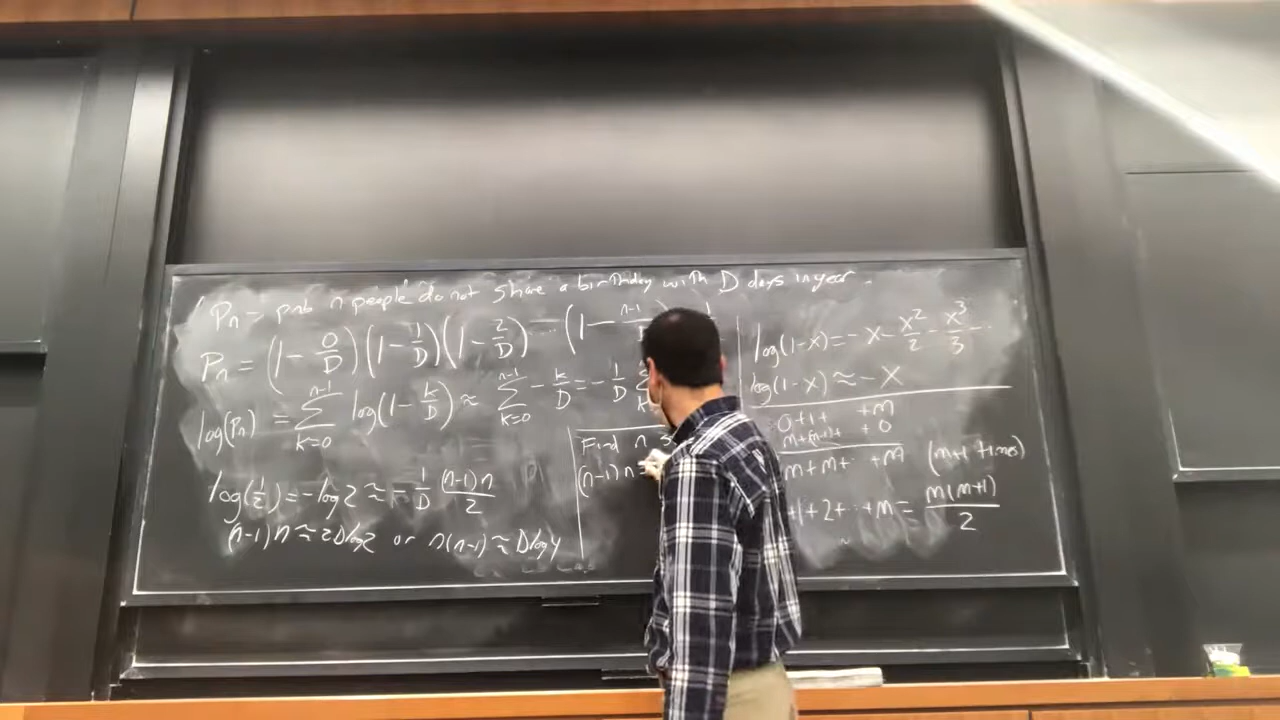 Pn = prob n people do not share a birthday with D days in year.
Pn = (1 - 0/D)(1 - 1/D)(1 - 2/D) ... (1 - n-1
log(Pn) = ∑_{k=0}^{n-1} log(1 - k/D) ≈ ∑_{k=0}^{n-1} - k/D = - 1/D
log(1/2) = -log 2 ≈ - 1/D (n-1)n/2
(n-1)n ≈ 2D log 2 or n(n-1) ≈ D log 4
Find n
(n-1)n
log(1-x) = -x - x²/2 - x³/3 - ...
log(1-x) ≈ -x
0+1+ +m
m+(m-1)+ +0
m+m+.. +m (m+1 times)
+1+2+..+m = m(m+1)/2